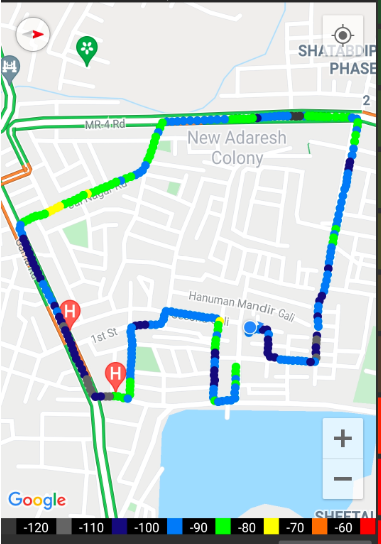 SHATABDIP
PHASE
2
MR-4 Rd
New Adaresh
Colony
Hanuman Mandir Gali
1st St
H
H
+
−
Google
SHEETAL
-120 -110 -100 -90 -80 -70 -60